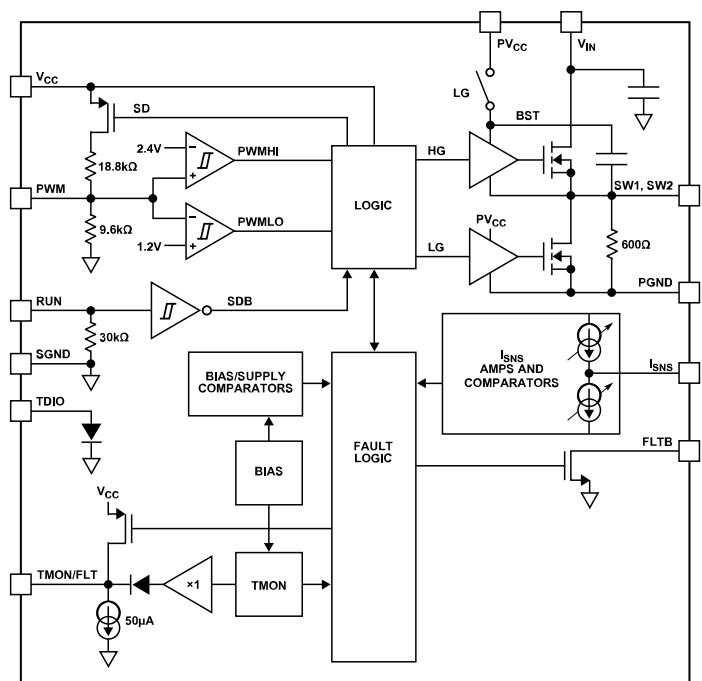 PVCC
VIN
VCC
SD
LG
BST
2.4V
PWMHI
HG
18.8kΩ
PWM
LOGIC
SW1, SW2
PWMLO
PVCC
9.6kΩ
1.2V
LG
600Ω
RUN
SDB
PGND
30kΩ
SGND
ISNS
AMPS AND
COMPARATORS
ISNS
BIAS/SUPPLY
COMPARATORS
TDIO
FAULT
LOGIC
FLTB
BIAS
VCC
TMON/FLT
×1
TMON
50µA